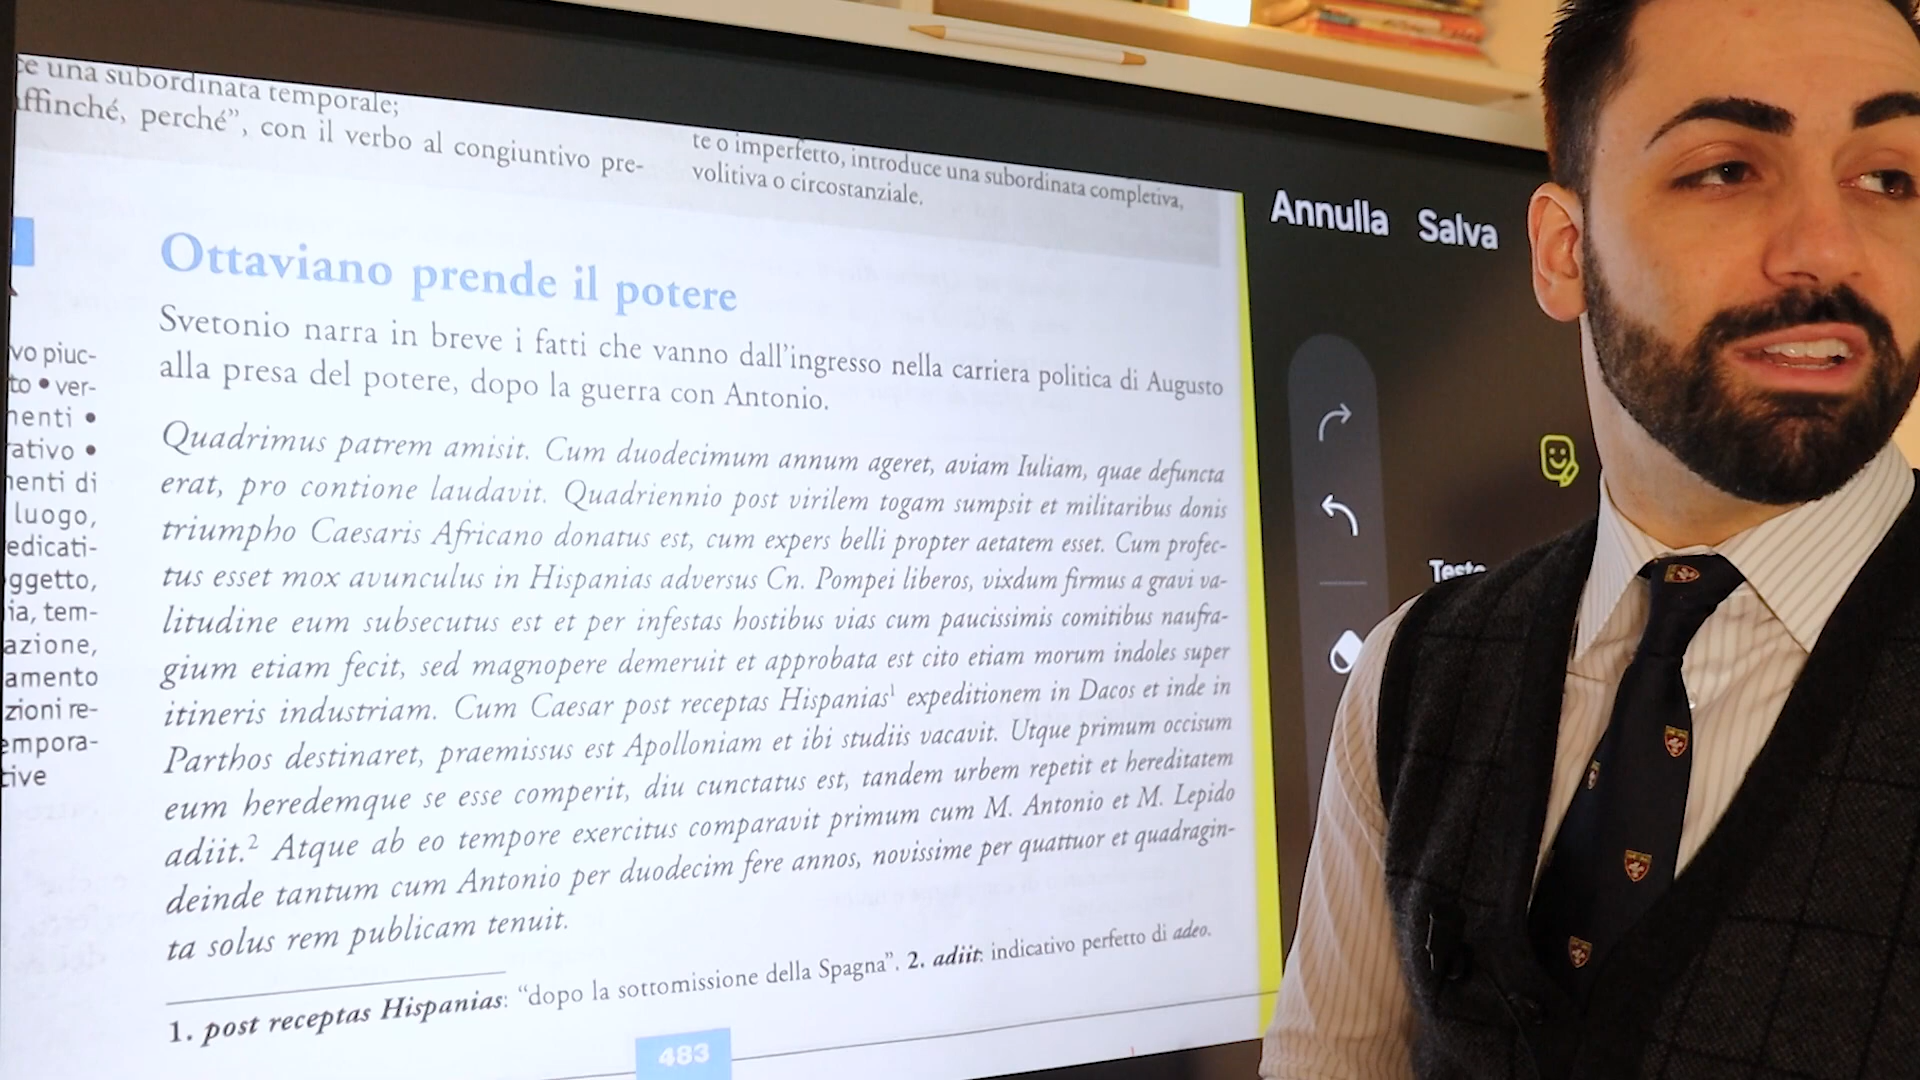 una subordinata temporale;
affinché, perché”, con il verbo al congiuntivo pre-
te o imperfetto, introduce una subordinata completiva,
volitiva o circostanziale.
Annulla Salva
Ottaviano prende il potere
Svetonio narra in breve i fatti che vanno dall'ingresso nella carriera politica di Augusto
alla presa del potere, dopo la guerra con Antonio.
vo piuc-
to • ver-
menti •
ativo •
menti di
luogo,
edicati-
ggetto,
ia, tem-
azione,
amento
zioni re-
empora-
tive
Quadrimus patrem amisit. Cum duodecimum annum ageret, aviam Iuliam, quae defuncta
erat, pro contione laudavit. Quadriennio post virilem togam sumpsit et militaribus donis
triumpho Caesaris Africano donatus est, cum expers belli propter aetatem esset. Cum profec-
tus esset mox avunculus in Hispanias adversus Cn. Pompei liberos, vixdum firmus a gravi va-
litudine eum subsecutus est et per infestas hostibus vias cum paucissimis comitibus naufra-
gium etiam fecit, sed magnopere demeruit et approbata est cito etiam morum indoles super
itineris industriam. Cum Caesar post receptas Hispanias¹ expeditionem in Dacos et inde in
Parthos destinaret, praemissus est Apolloniam et ibi studiis vacavit. Utque primum occisum
eum heredemque se esse comperit, diu cunctatus est, tandem urbem repetit et hereditatem
adiit.² Atque ab eo tempore exercitus comparavit primum cum M. Antonio et M. Lepido
deinde tantum cum Antonio per duodecim fere annos, novissime per quattuor et quadragin-
ta solus rem publicam tenuit.
1. post receptas Hispanias: “dopo la sottomissione della Spagna”. 2. adiit: indicativo perfetto di adeo.
483